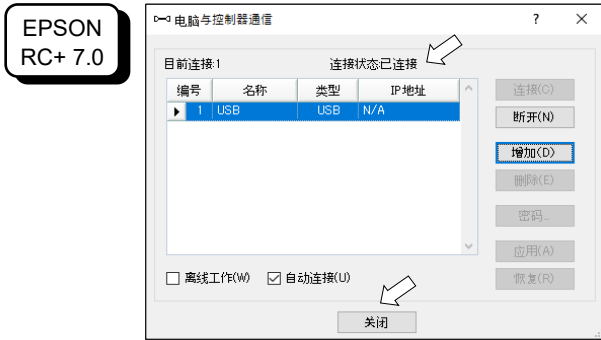 EPSON
RC+ 7.0
电脑与控制器通信
?
目前连接:1
连接状态:已连接
编号 名称 类型 IP地址
1 USB USB N/A
连接(C)
断开(N)
增加(D)
删除(E)
密码...
应用(A)
恢复(R)
离线工作(W) 自动连接(U)
关闭